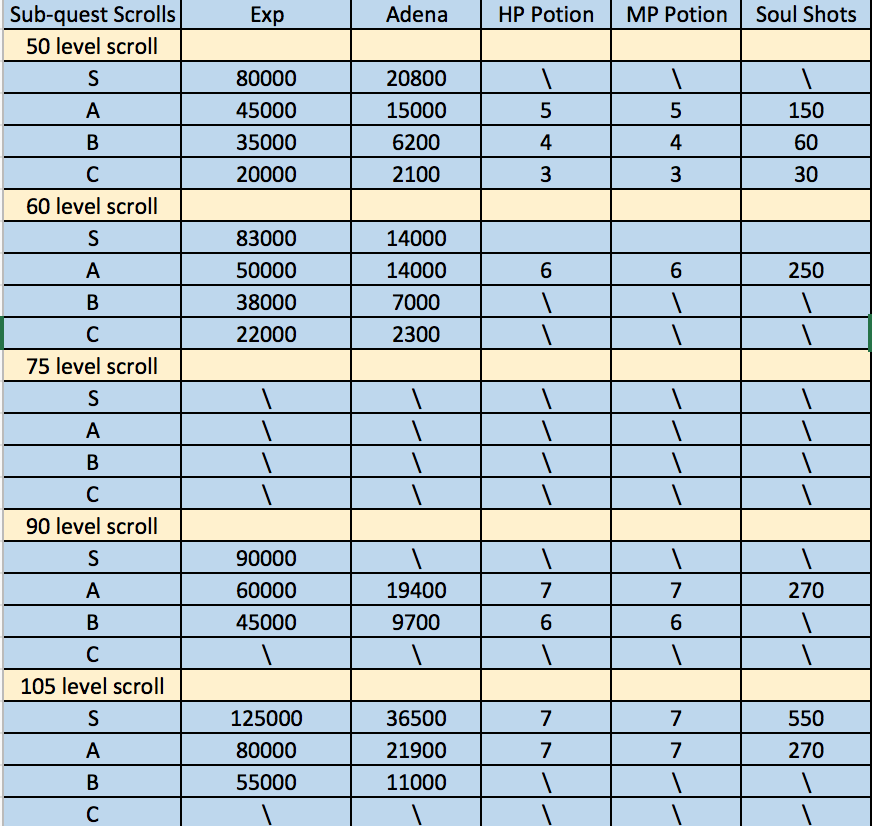 Sub-quest Scrolls Exp Adena HP Potion MP Potion Soul Shots
50 level scroll
S 80000 20800 \ \ \
A 45000 15000 5 5 150
B 35000 6200 4 4 60
C 20000 2100 3 3 30
60 level scroll
S 83000 14000
A 50000 14000 6 6 250
B 38000 7000 \ \ \
C 22000 2300 \ \ \
75 level scroll
S \ \ \ \ \
A \ \ \ \ \
B \ \ \ \ \
C \ \ \ \ \
90 level scroll
S 90000 \ \ \ \
A 60000 19400 7 7 270
B 45000 9700 6 6 \
C \ \ \ \ \
105 level scroll
S 125000 36500 7 7 550
A 80000 21900 7 7 270
B 55000 11000 \ \ \
C \ \ \ \ \